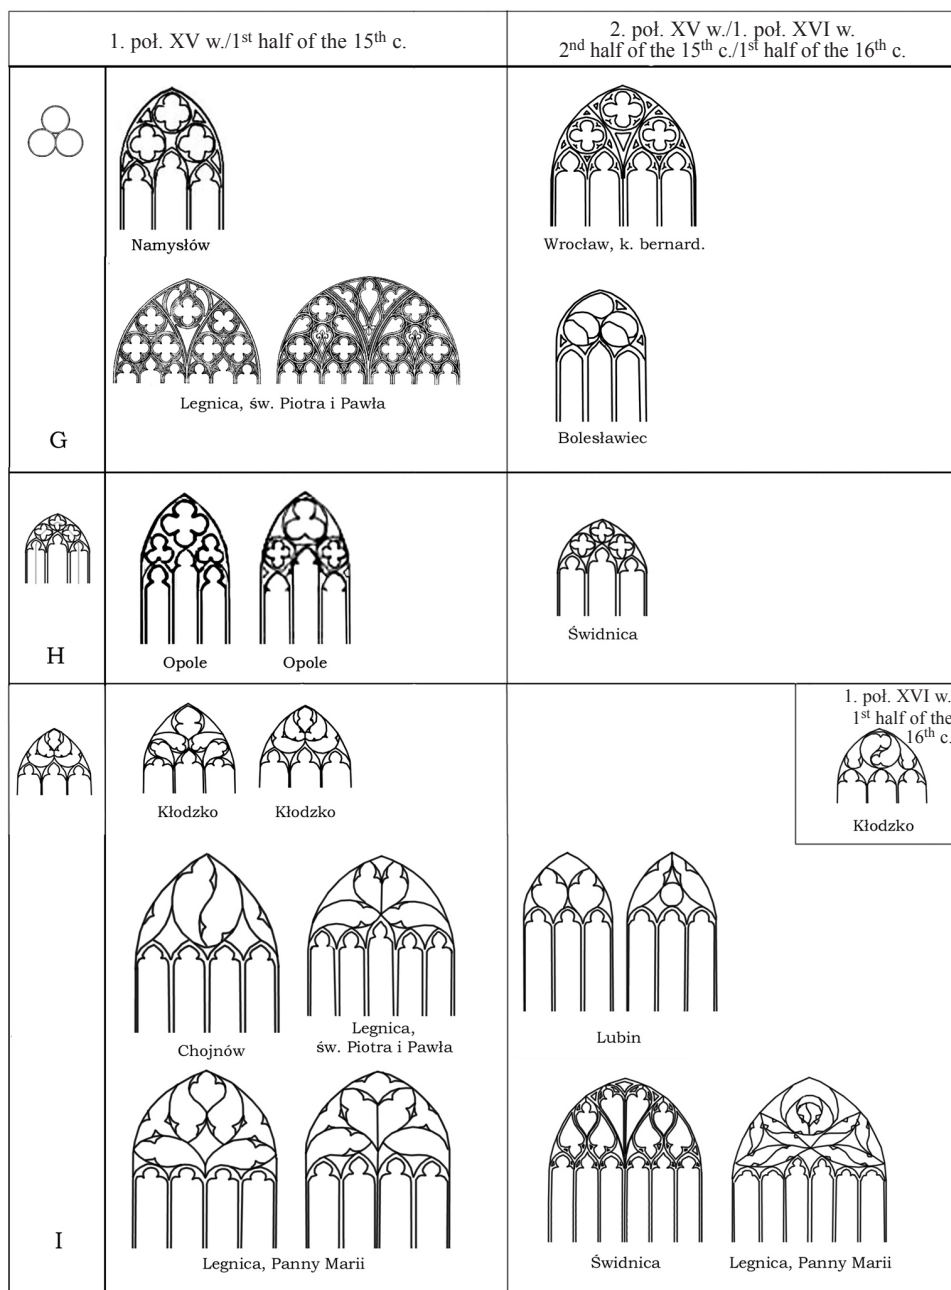 1. poł. XV w./1st half of the 15th c.
2. poł. XV w./1. poł. XVI w.
2nd half of the 15th c./1st half of the 16th c.
Namysłów
Wrocław, k. bernard.
Legnica, św. Piotra i Pawła
Bolesławiec
G
Opole
Opole
Świdnica
H
1. poł. XVI w.
1st half of the
16th c.
Kłodzko
Kłodzko
Kłodzko
Chojnów
Legnica,
św. Piotra i Pawła
Lubin
Legnica, Panny Marii
Świdnica
Legnica, Panny Marii
I